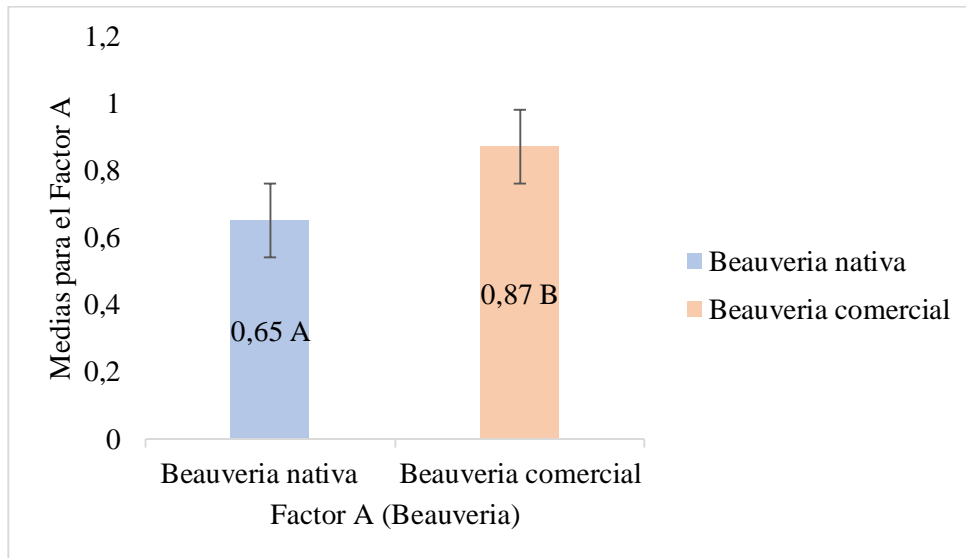 Medias para el Factor A
1,2
1
0,8
0,6
0,4
0,2
0
0,65 A
0,87 B
Beauveria nativa
Beauveria comercial
Factor A (Beauveria)
Beauveria nativa
Beauveria comercial